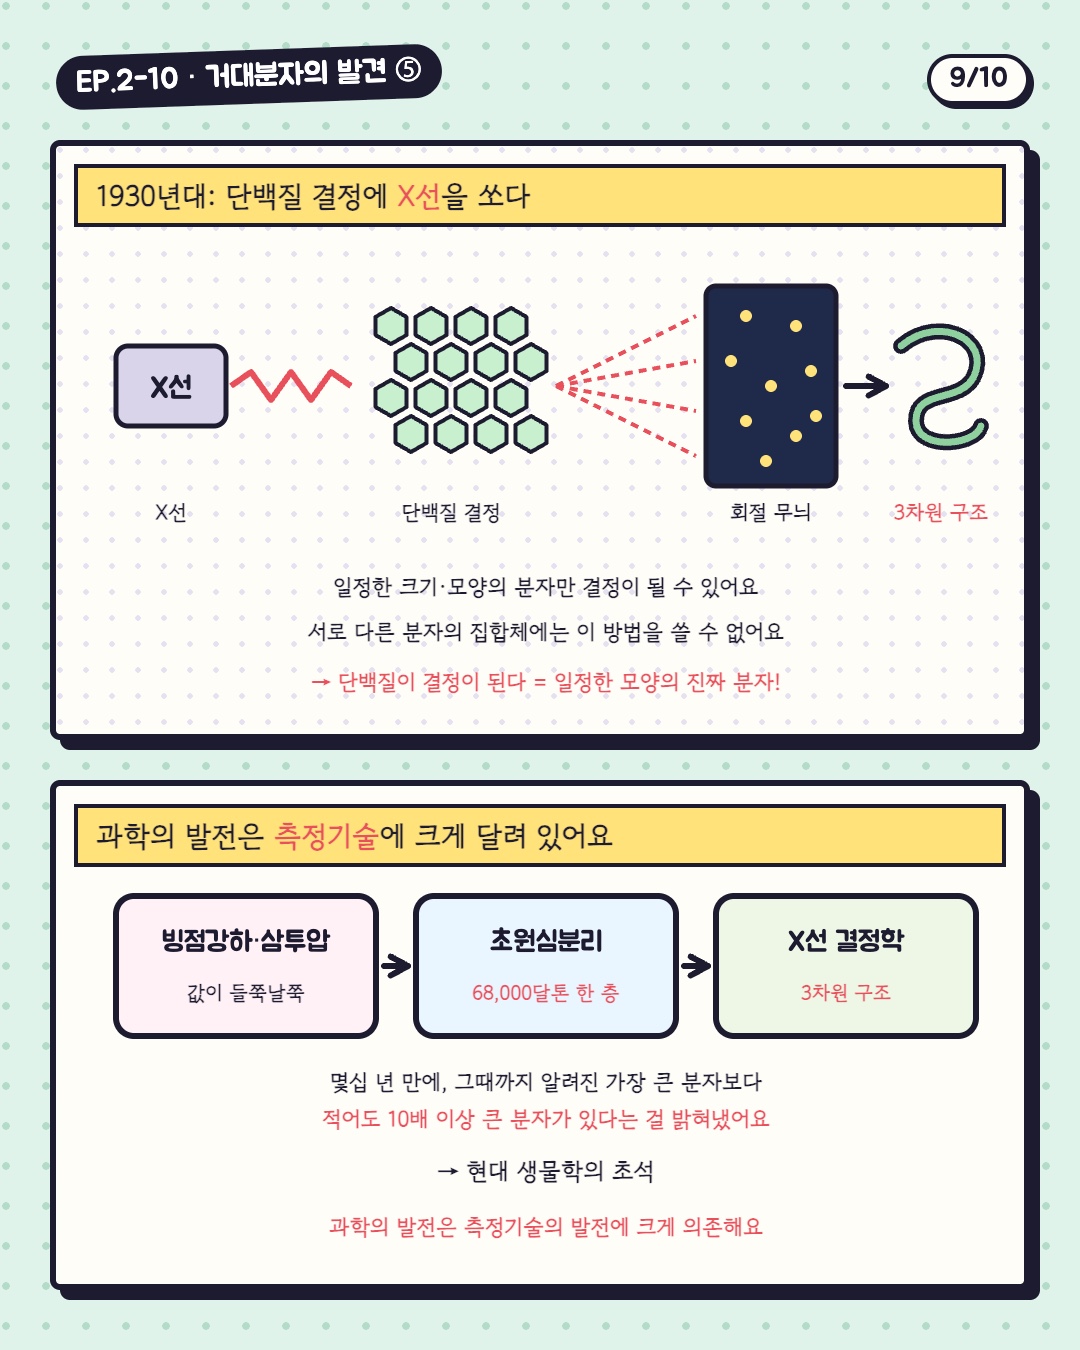 EP.2-10 · 거대분자의 발견 ⑤
9/10
1930년대: 단백질 결정에 X선을 쏘다
X선
X선
단백질 결정
회절 무늬
3차원 구조
일정한 크기·모양의 분자만 결정이 될 수 있어요
서로 다른 분자의 집합체에는 이 방법을 쓸 수 없어요
→ 단백질이 결정이 된다 = 일정한 모양의 진짜 분자!
과학의 발전은 측정기술에 크게 달려 있어요
빙점강하·삼투압
값이 들쭉날쭉
초원심분리
68,000달톤 한 층
X선 결정학
3차원 구조
몇십 년 만에, 그때까지 알려진 가장 큰 분자보다
적어도 10배 이상 큰 분자가 있다는 걸 밝혀냈어요
→ 현대 생물학의 초석
과학의 발전은 측정기술의 발전에 크게 의존해요